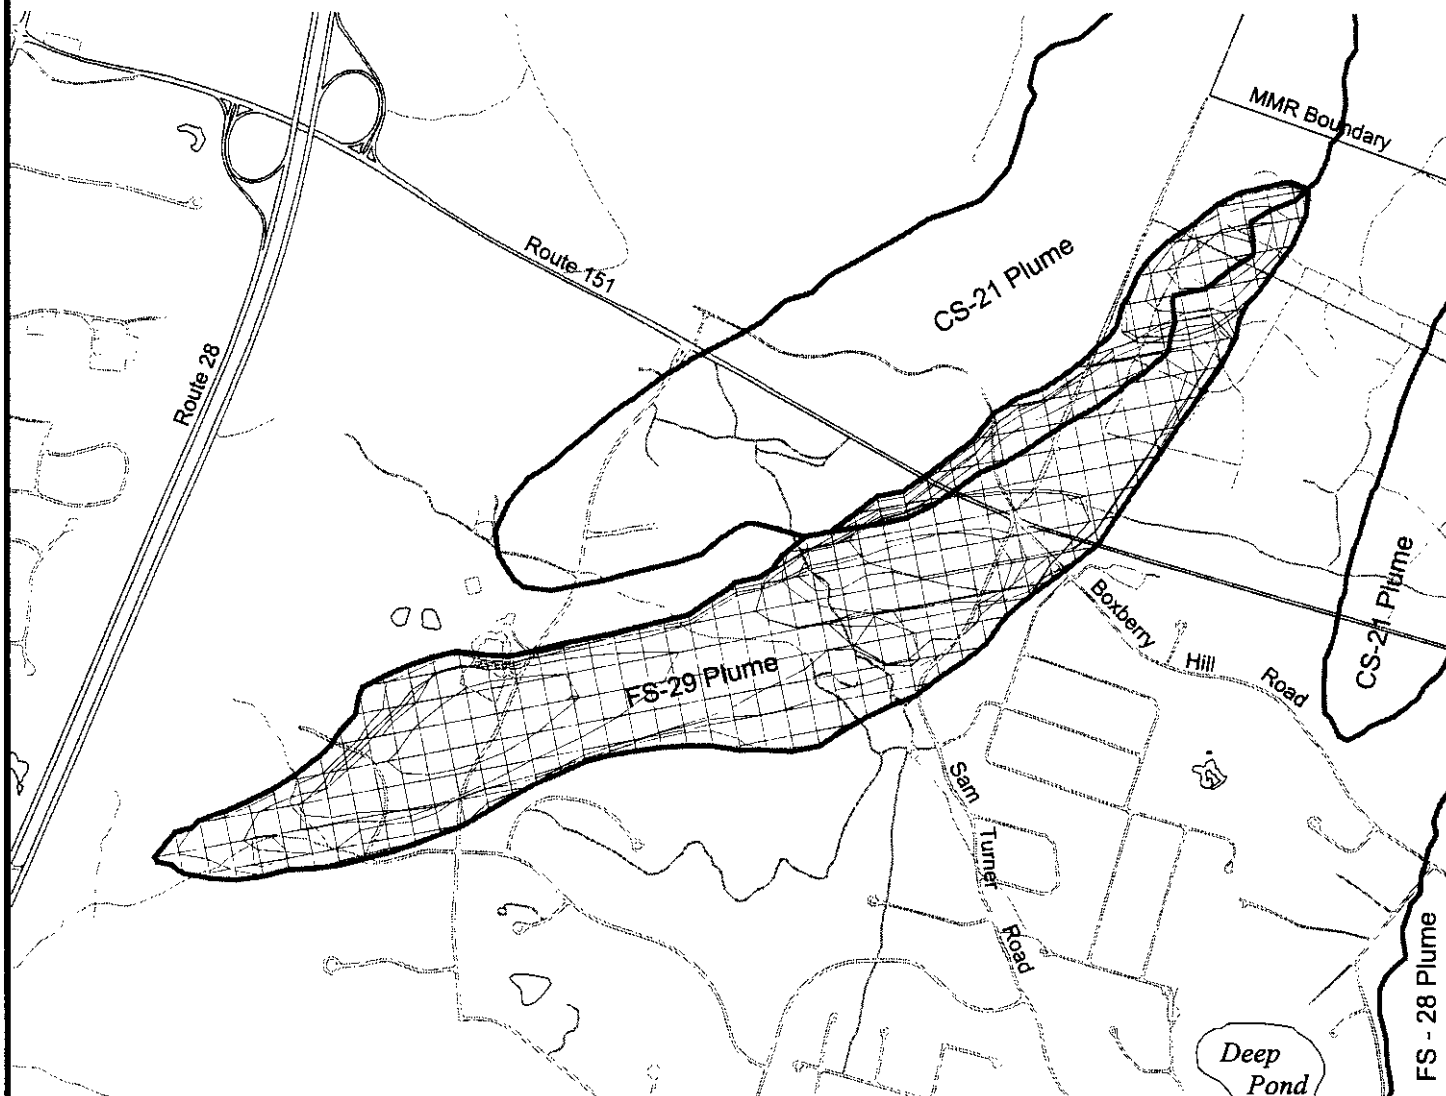 MMR Boundary
Route 151
CS-21 Plume
Route 28
CS-21 Plume
Boxberry
Hill
Road
FS-29 Plume
Sam
Turner
Road
FS - 28 Plume
Deep
Pond